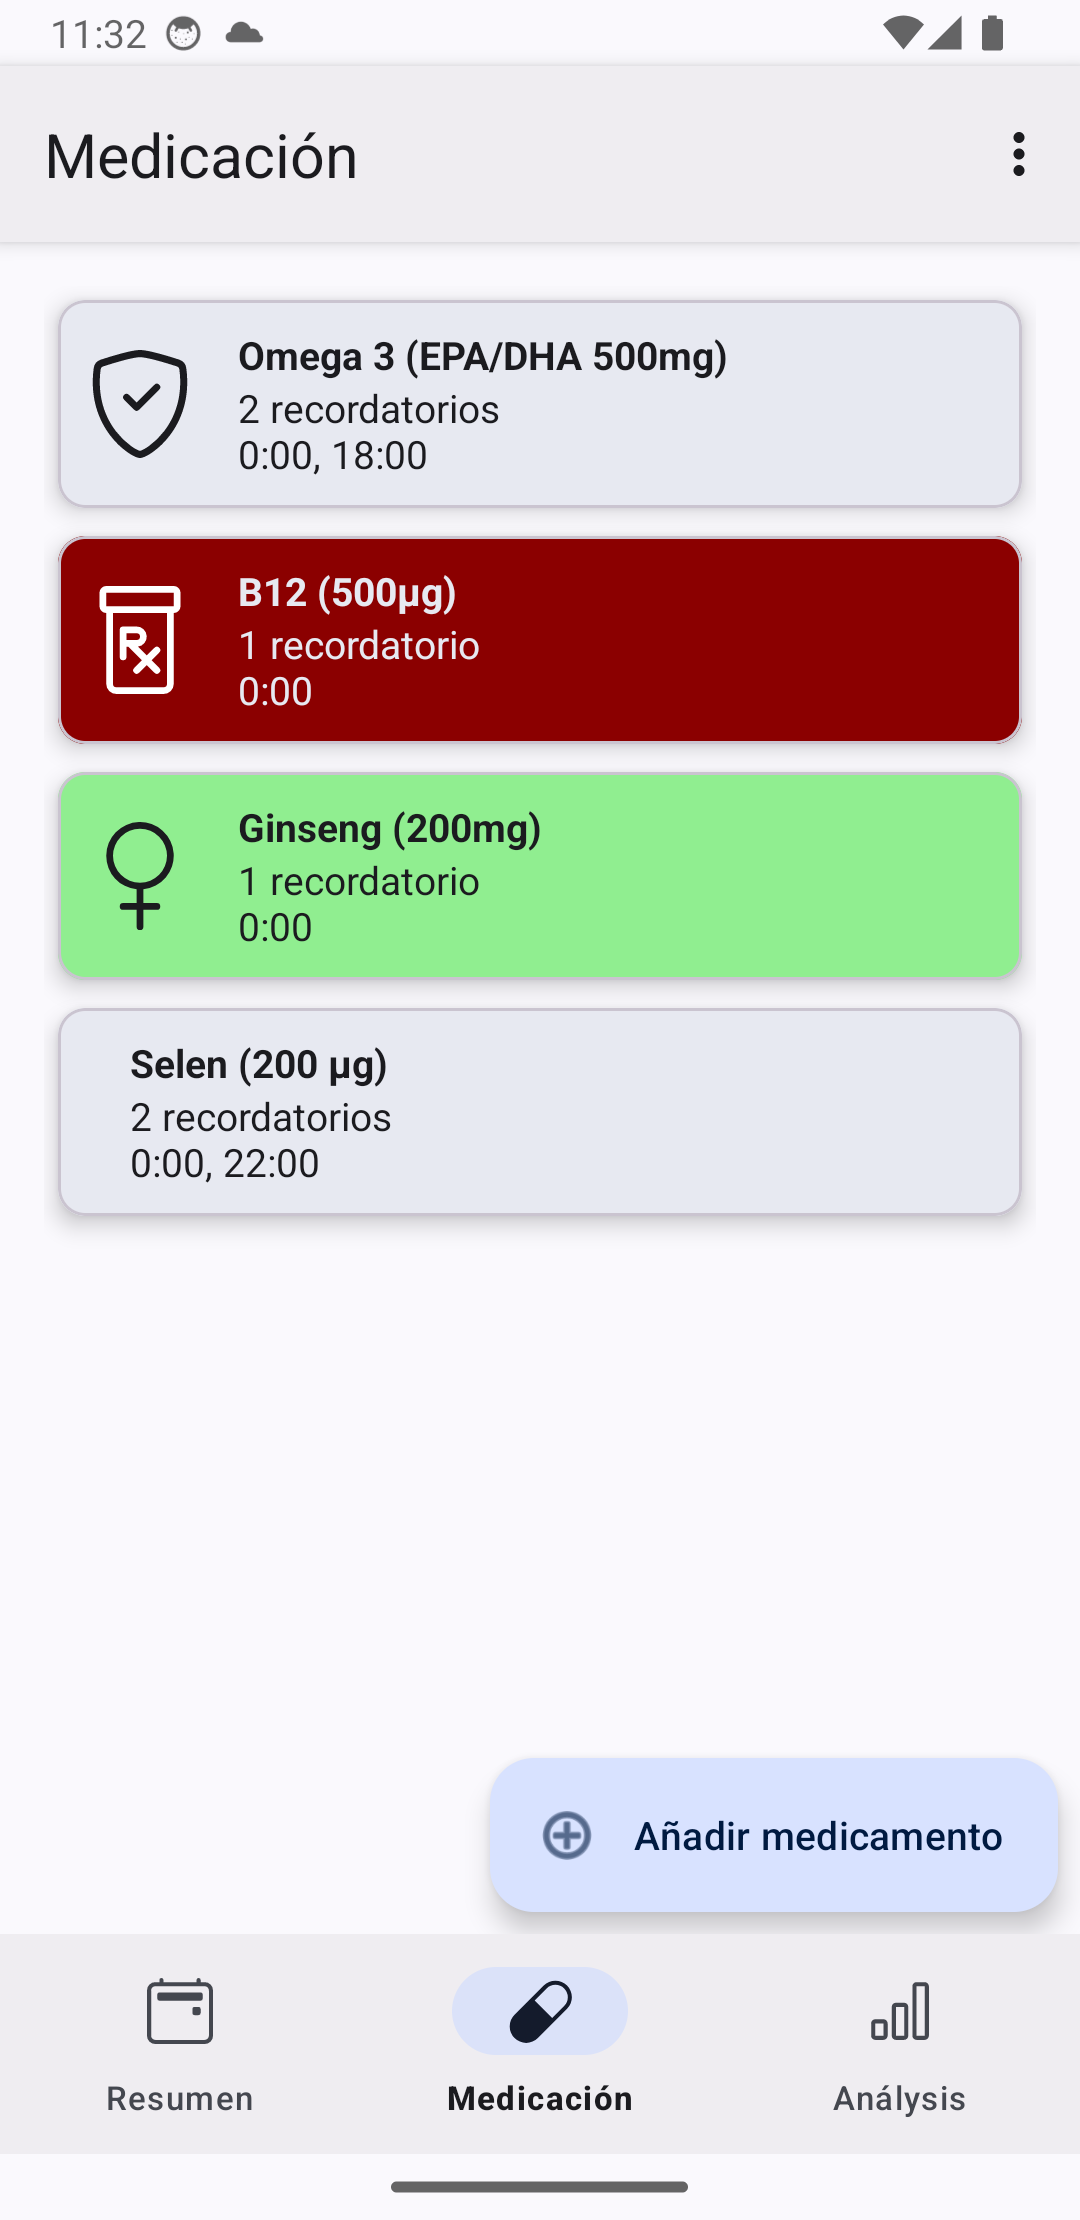 11:32
Medicación
Omega 3 (EPA/DHA 500mg)
2 recordatorios
0:00, 18:00
B12 (500µg)
1 recordatorio
0:00
Ginseng (200mg)
1 recordatorio
0:00
Selen (200 µg)
2 recordatorios
0:00, 22:00
Añadir medicamento
Resumen
Medicación
Análysis